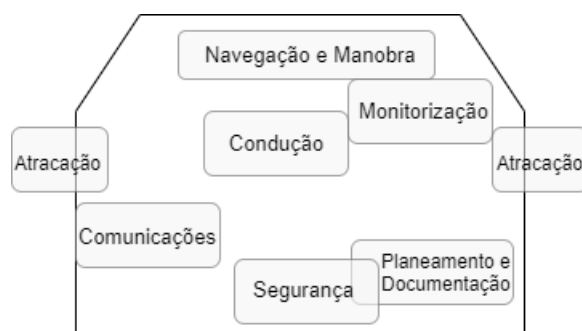 Navegação e Manobra
Monitorização
Condução
Atracação
Atracação
Comunicações
Planeamento e
Documentação
Segurança